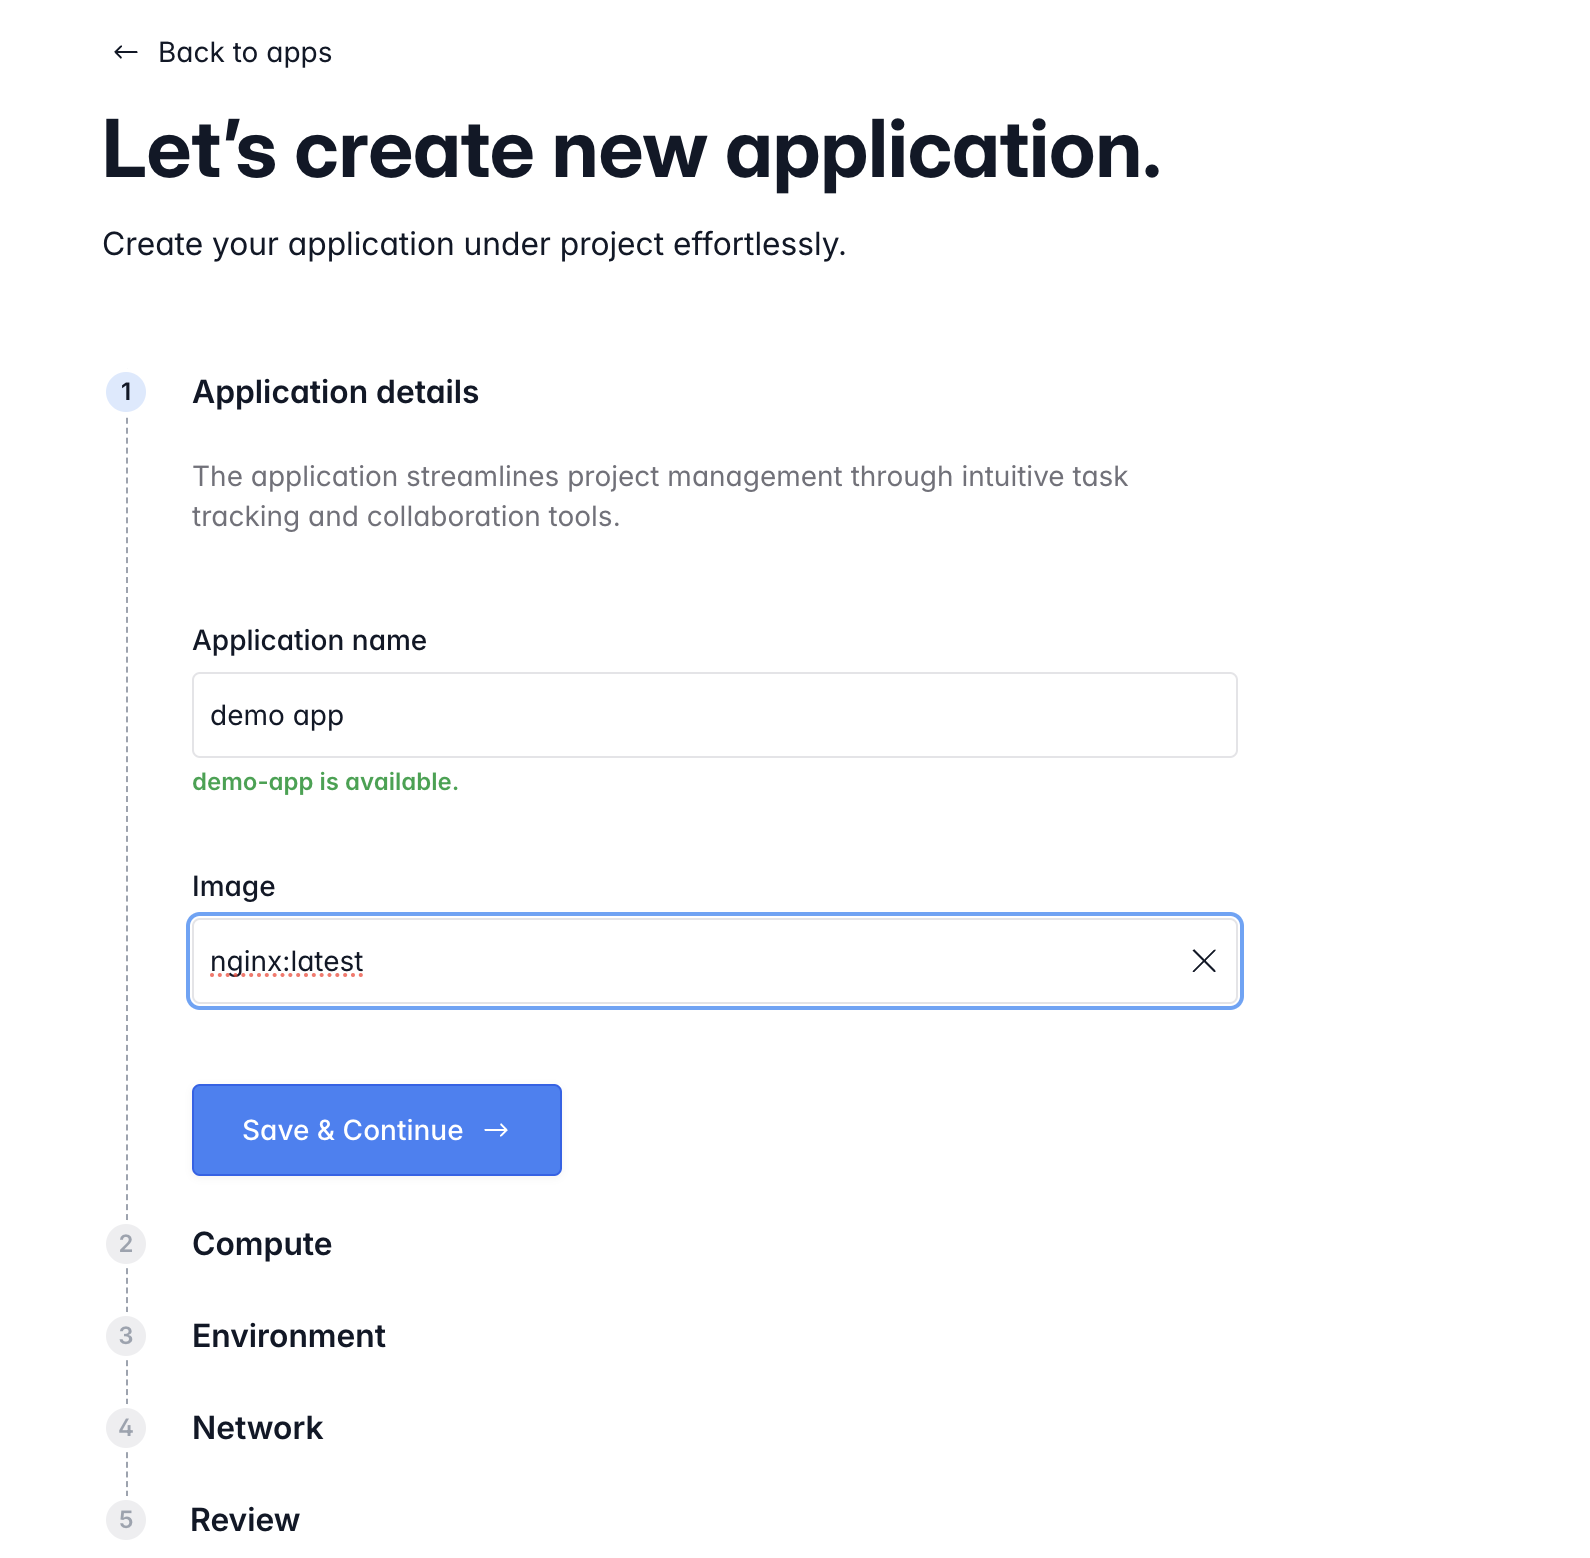 Back to apps
Let's create new application.
Create your application under project effortlessly.
1 Application details
The application streamlines project management through intuitive task
tracking and collaboration tools.
Application name
demo app
demo-app is available.
Image
nginx:latest
Save & Continue →
2 Compute
3 Environment
4 Network
5 Review